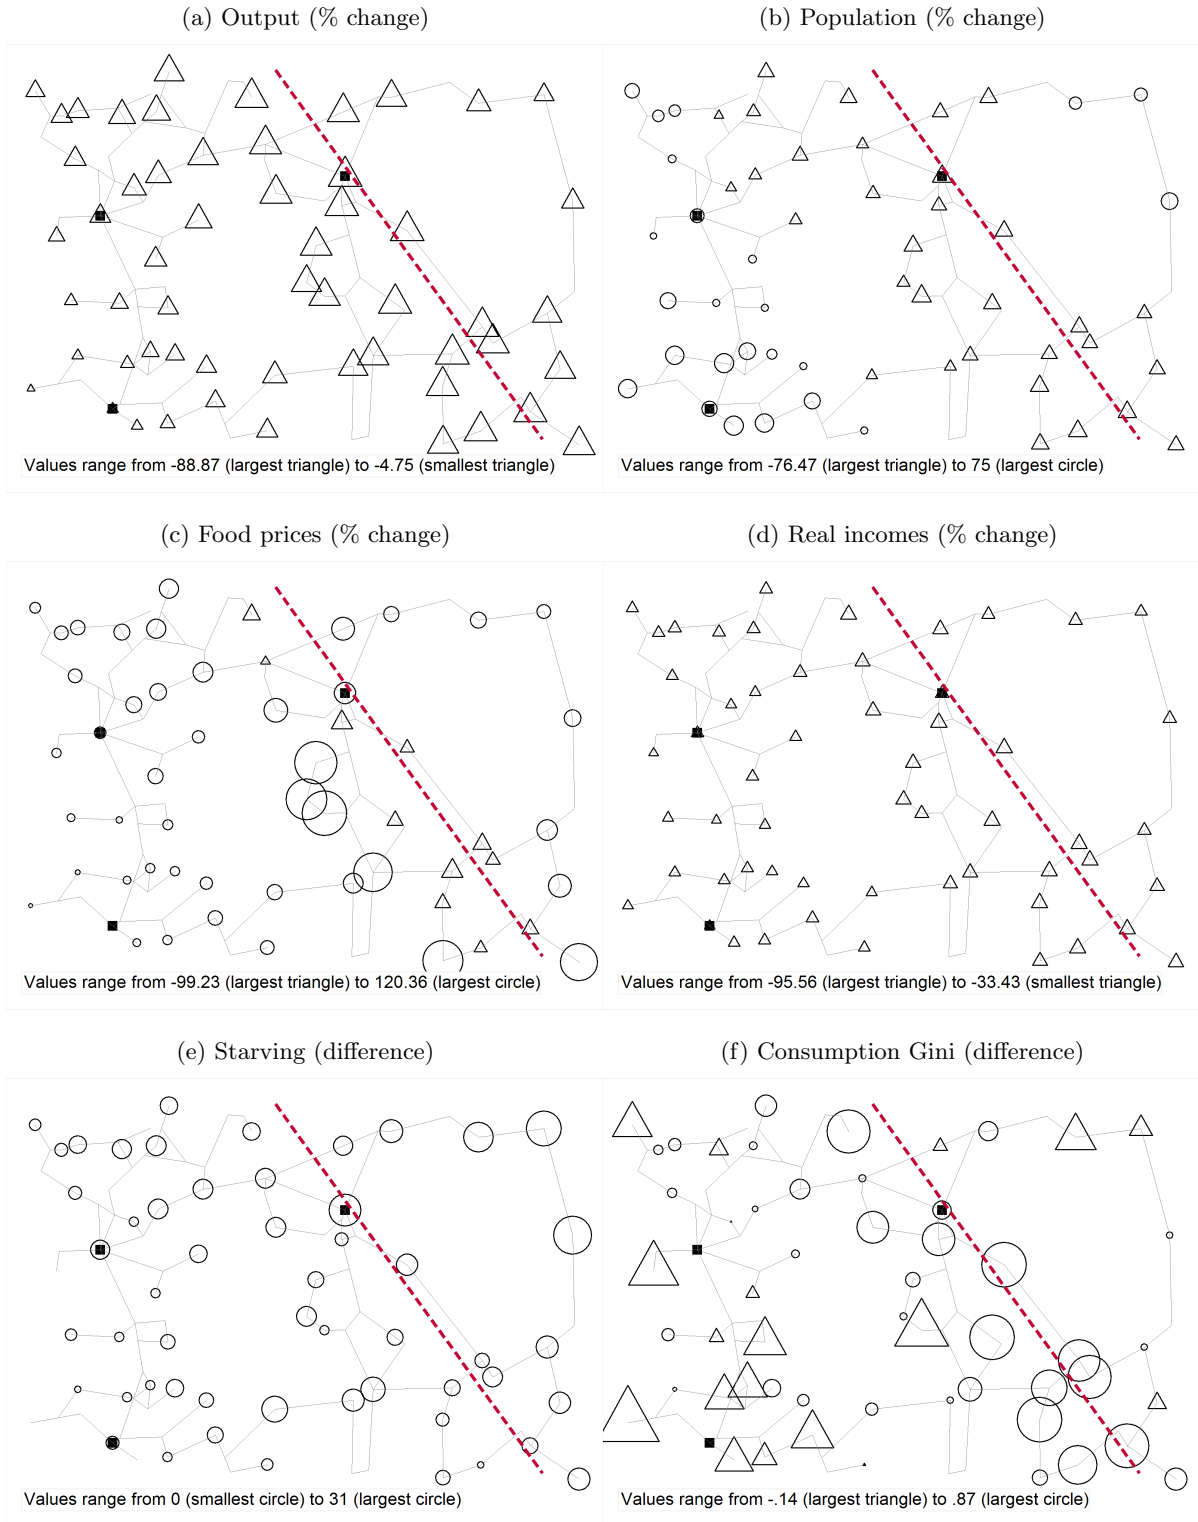 (a) Output (% change)
(b) Population (% change)
Values range from -88.87 (largest triangle) to -4.75 (smallest triangle)
Values range from -76.47 (largest triangle) to 75 (largest circle)
(c) Food prices (% change)
(d) Real incomes (% change)
Values range from -99.23 (largest triangle) to 120.36 (largest circle)
Values range from -95.56 (largest triangle) to -33.43 (smallest triangle)
(e) Starving (difference)
(f) Consumption Gini (difference)
Values range from 0 (smallest circle) to 31 (largest circle)
Values range from -.14 (largest triangle) to .87 (largest circle)